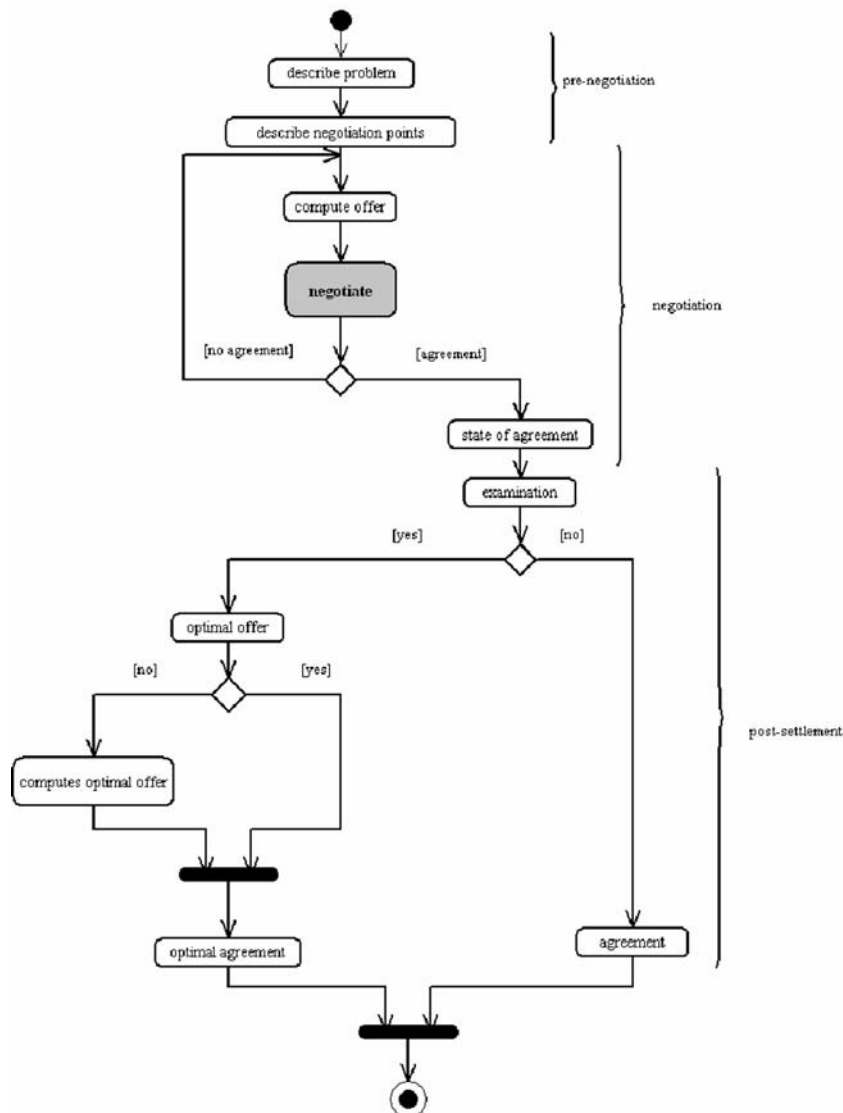 describe problem
pre-negotiation
describe negotiation points
compute offer
negotiate
negotiation
[no agreement]
[agreement]
state of agreement
examination
[yes]
[no]
optimal offer
[no]
[yes]
post-settlement
computes optimal offer
agreement
optimal agreement